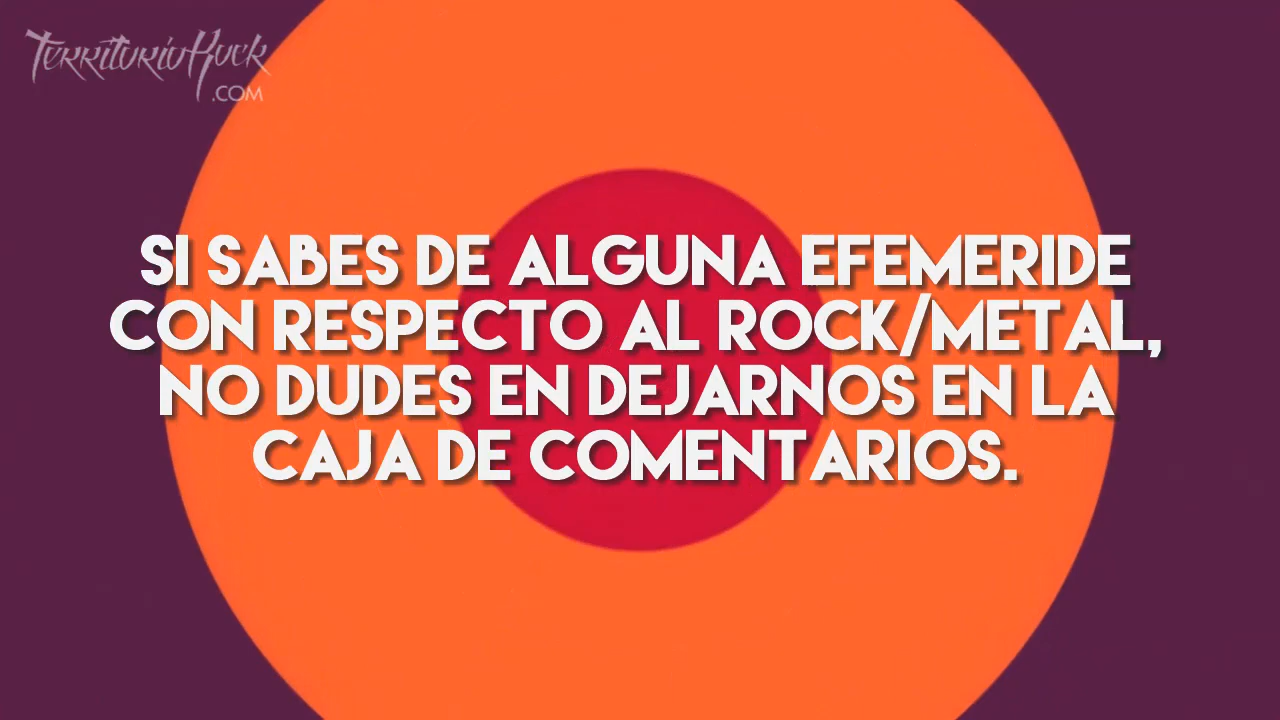 TERRITORIOROCK
.COM
SI SABES DE ALGUNA EFEMERIDE
CON RESPECTO AL ROCK/METAL,
NO DUDES EN DEJARNOS EN LA
CAJA DE COMENTARIOS.